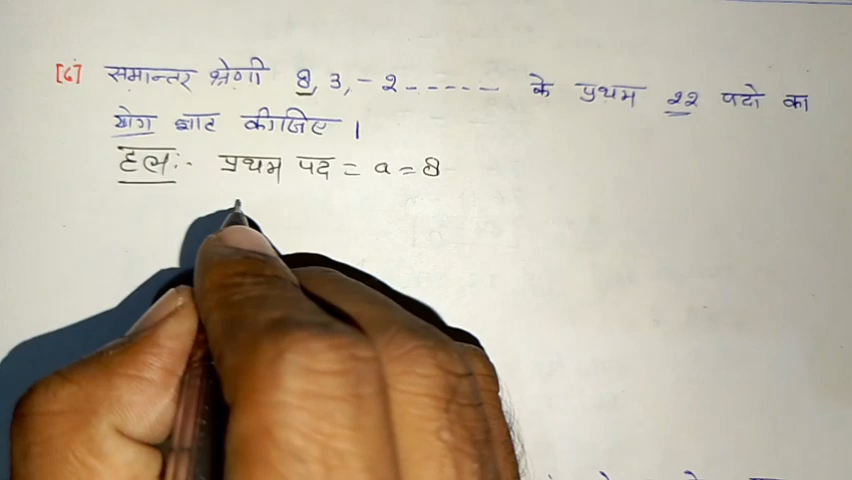 [6] समान्तर श्रेणी 8, 3, -2 ----- के प्रथम 22 पदो का
योग ज्ञात कीजिए ।
हलः- प्रथम पद = a = 8